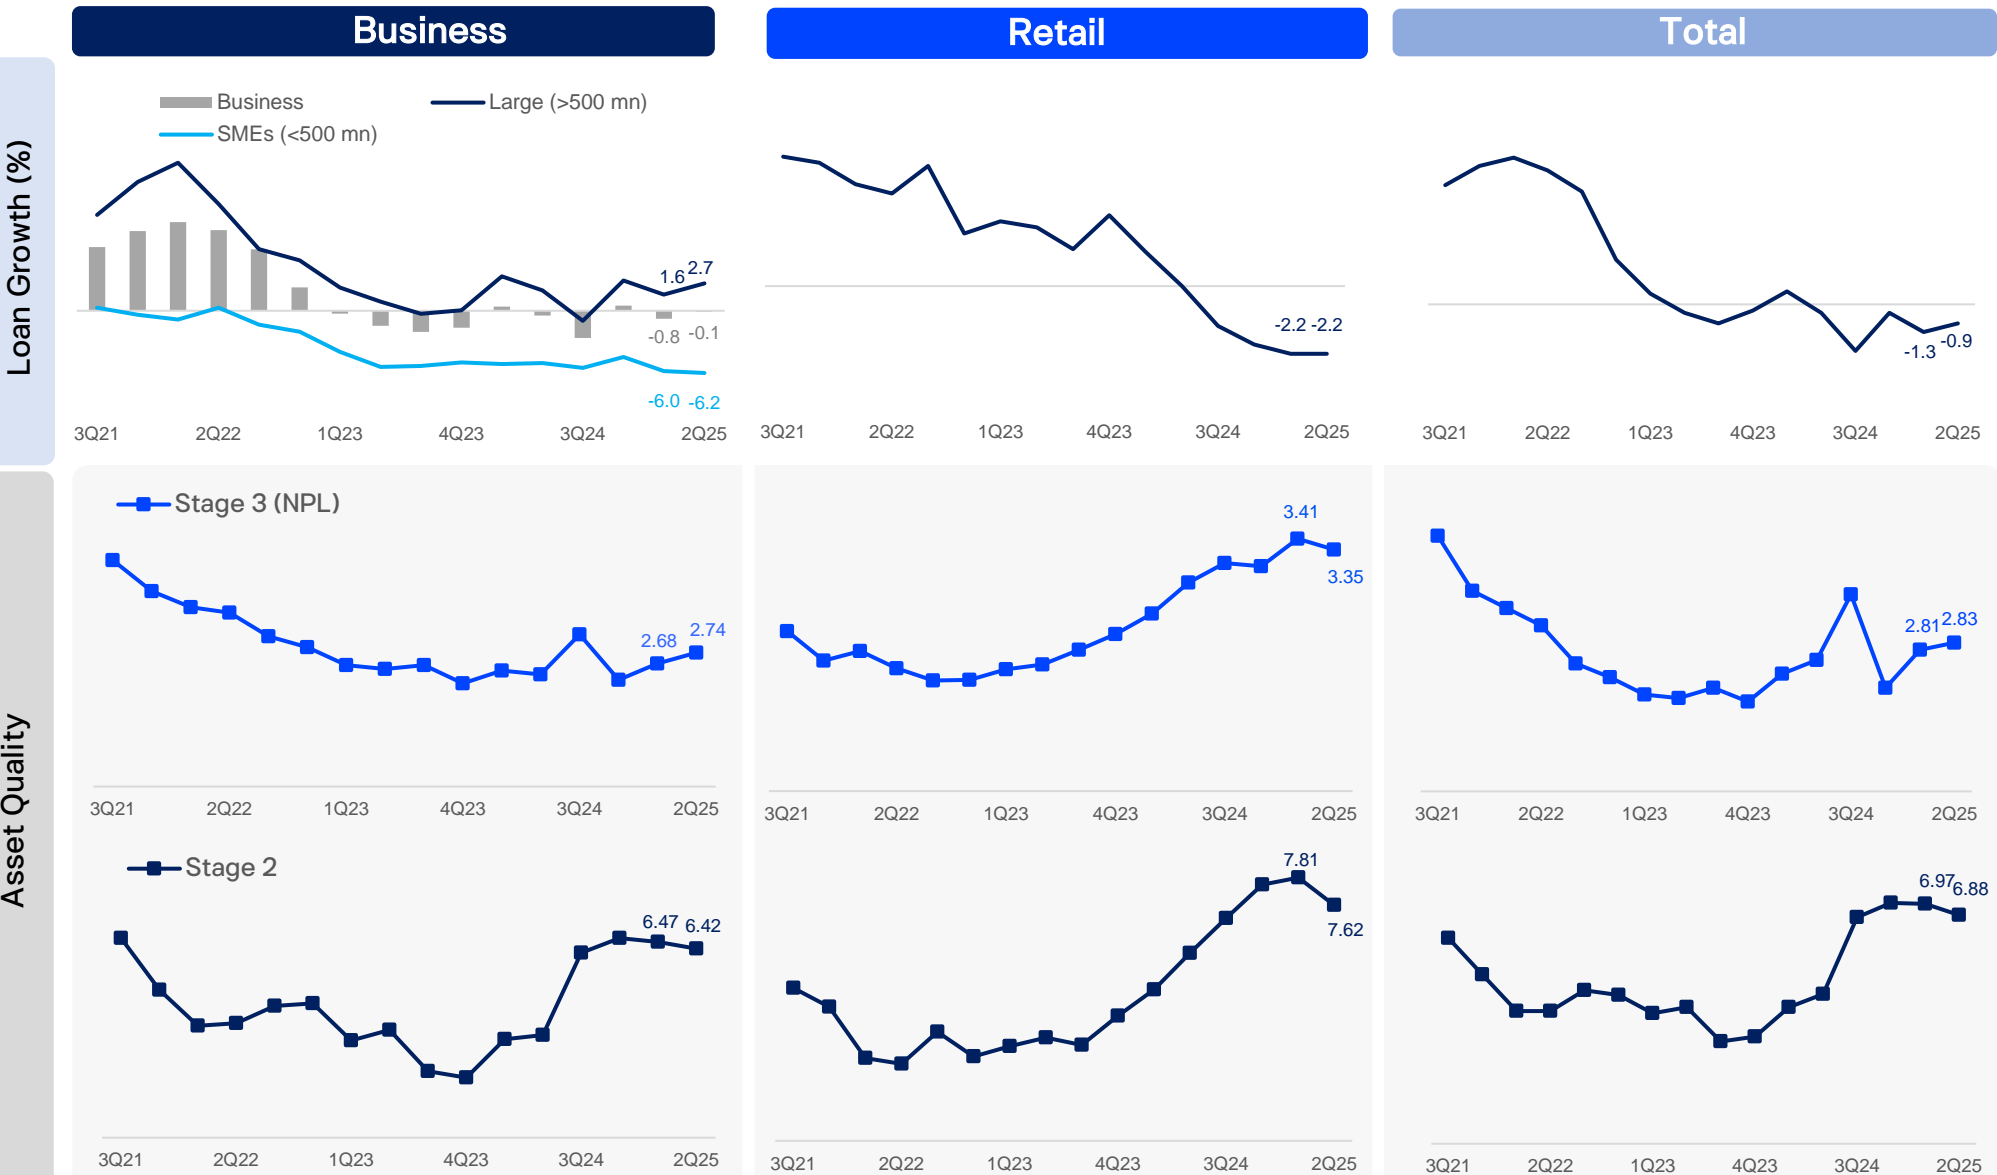 Business
Retail
Total
Loan Growth (%)
Business
Large (>500 mn)
SMEs (<500 mn)
1.6
2.7
-0.8
-0.1
-6.0
-6.2
3Q21
2Q22
1Q23
4Q23
3Q24
2Q25
-2.2
-2.2
3Q21
2Q22
1Q23
4Q23
3Q24
2Q25
-1.3
-0.9
3Q21
2Q22
1Q23
4Q23
3Q24
2Q25
Asset Quality
Stage 3 (NPL)
2.68
2.74
3Q21
2Q22
1Q23
4Q23
3Q24
2Q25
3.41
3.35
3Q21
2Q22
1Q23
4Q23
3Q24
2Q25
2.81
2.83
3Q21
2Q22
1Q23
4Q23
3Q24
2Q25
Stage 2
6.47
6.42
3Q21
2Q22
1Q23
4Q23
3Q24
2Q25
7.81
7.62
3Q21
2Q22
1Q23
4Q23
3Q24
2Q25
6.97
6.88
3Q21
2Q22
1Q23
4Q23
3Q24
2Q25